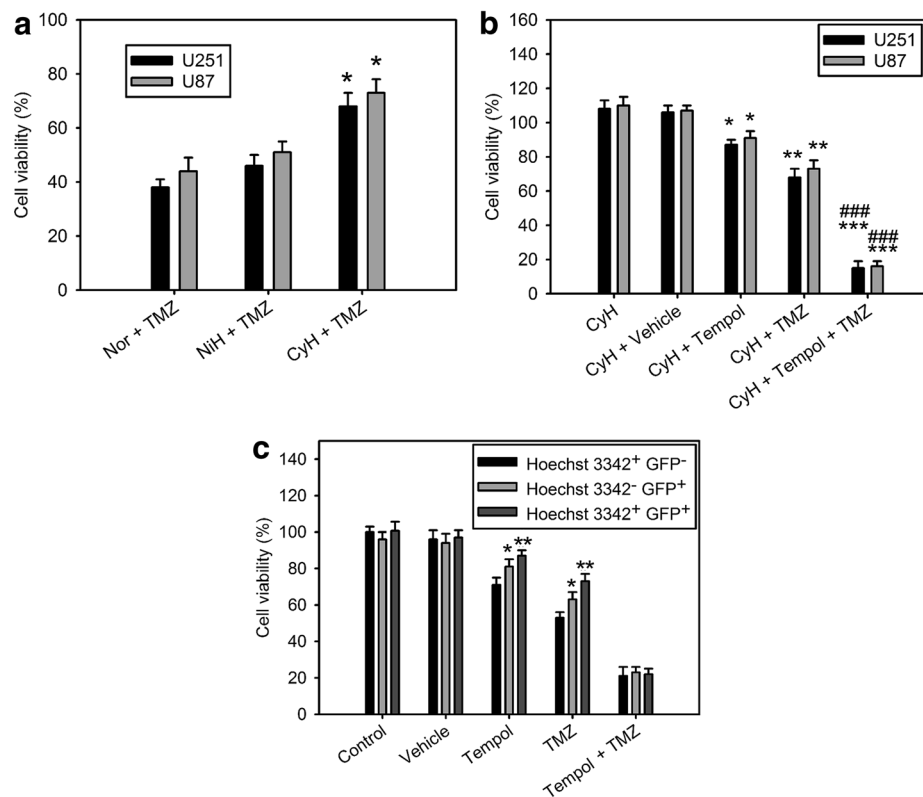 a
Cell viability (%)
100
80
60
40
20
0
U251
U87
*
*
Nor + TMZ
NiH + TMZ
CyH + TMZ
b
Cell viability (%)
160
140
120
100
80
60
40
20
0
U251
U87
*
*
**
**
###
***
###
***
CyH
CyH + Vehicle
CyH + Tempol
CyH + TMZ
CyH + Tempol + TMZ
c
Cell viability (%)
140
120
100
80
60
40
20
0
Hoechst 3342+ GFP-
Hoechst 3342- GFP+
Hoechst 3342+ GFP+
*
**
*
**
Control
Vehicle
Tempol
TMZ
Tempol + TMZ